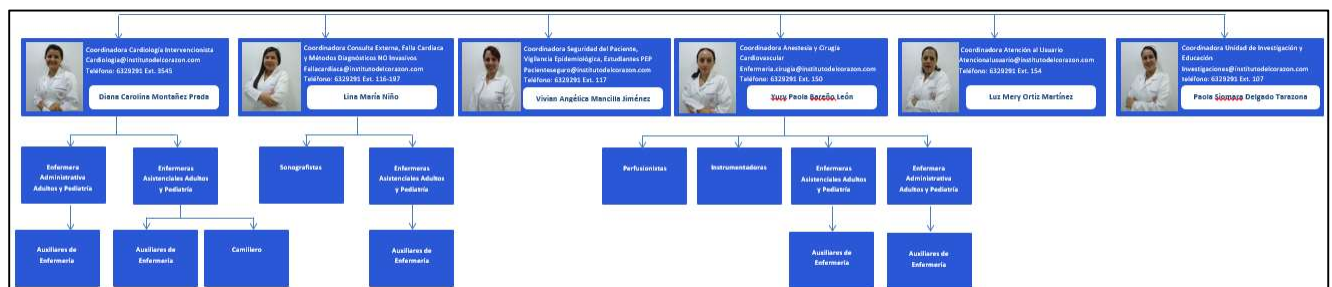 Coordinadora Cardiología Intervencionista
Cardiologia@institutodelcorazon.com
Teléfono: 6329291 Ext. 3545
Diana Carolina Montañez Prada
Coordinadora Consulta Externa, Falla Cardiaca
y Métodos Diagnósticos NO Invasivos
Fallacardiaca@institutodelcorazon.com
Teléfono: 6329291 Ext. 116-197
Lina María Niño
Coordinadora Seguridad del Paciente,
Vigilancia Epidemiológica, Estudiantes PEP
Pacienteseguro@institutodelcorazon.com
Teléfono: 6329291 Ext. 117
Vivian Angélica Mancilla Jiménez
Coordinadora Anestesia y Cirugía
Cardiovascular
Enfermeria.cirugia@institutodelcorazon.com
Teléfono: 6329291 Ext. 150
Yury Paola Barceño León
Coordinadora Atención al Usuario
Atencionalusuario@institutodelcorazon.com
Teléfono: 6329291 Ext. 154
Luz Mery Ortiz Martínez
Coordinadora Unidad de Investigación y
Educación
Investigaciones@institutodelcorazon.com
teléfono: 6329291 Ext. 107
Paola Siomara Delgado Tarazona
Enfermera
Administrativa
Adultos y Pediatría
Enfermeras
Asistenciales Adultos
y Pediatría
Sonografistas
Enfermeras
Asistenciales Adultos
y Pediatría
Perfusionistas
Instrumentadoras
Enfermeras
Asistenciales Adultos
y Pediatría
Enfermera
Administrativa
Adultos y Pediatría
Auxiliares de
Enfermería
Auxiliares de
Enfermería
Camillero
Auxiliares de
Enfermería
Auxiliares de
Enfermería
Auxiliares de
Enfermería